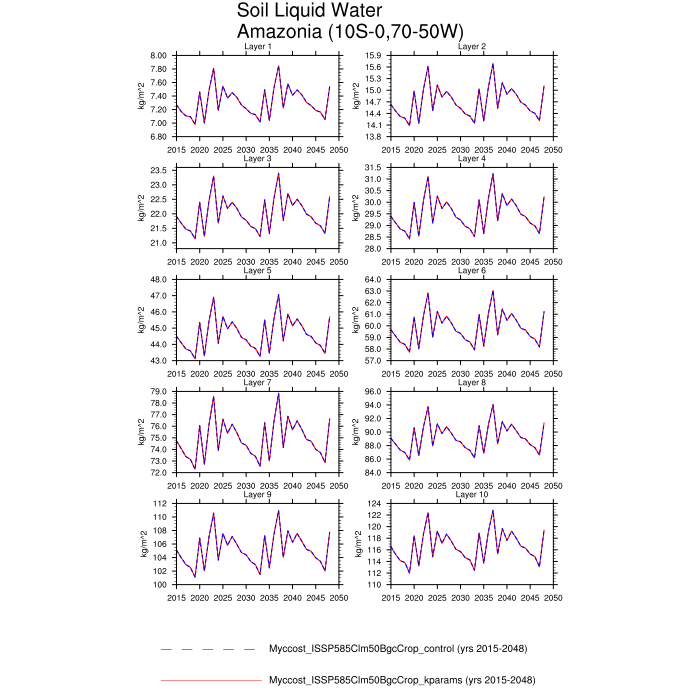 Soil Liquid Water
Amazonia (10S-0,70-50W)
Layer 1
Layer 2
8.00
7.80
7.60
7.40
7.20
7.00
6.80
kg/m^2
2015 2020 2025 2030 2035 2040 2045 2050
15.9
15.6
15.3
15.0
14.7
14.4
14.1
13.8
kg/m^2
2015 2020 2025 2030 2035 2040 2045 2050
Layer 3
Layer 4
23.5
23.0
22.5
22.0
21.5
21.0
kg/m^2
2015 2020 2025 2030 2035 2040 2045 2050
31.5
31.0
30.5
30.0
29.5
29.0
28.5
28.0
kg/m^2
2015 2020 2025 2030 2035 2040 2045 2050
Layer 5
Layer 6
48.0
47.0
46.0
45.0
44.0
43.0
kg/m^2
2015 2020 2025 2030 2035 2040 2045 2050
64.0
63.0
62.0
61.0
60.0
59.0
58.0
57.0
kg/m^2
2015 2020 2025 2030 2035 2040 2045 2050
Layer 7
Layer 8
79.0
78.0
77.0
76.0
75.0
74.0
73.0
72.0
kg/m^2
2015 2020 2025 2030 2035 2040 2045 2050
96.0
94.0
92.0
90.0
88.0
86.0
84.0
kg/m^2
2015 2020 2025 2030 2035 2040 2045 2050
Layer 9
Layer 10
112
110
108
106
104
102
100
kg/m^2
2015 2020 2025 2030 2035 2040 2045 2050
124
122
120
118
116
114
112
110
kg/m^2
2015 2020 2025 2030 2035 2040 2045 2050
Myccost_ISSP585Clm50BgcCrop_control (yrs 2015-2048)
Myccost_ISSP585Clm50BgcCrop_kparams (yrs 2015-2048)